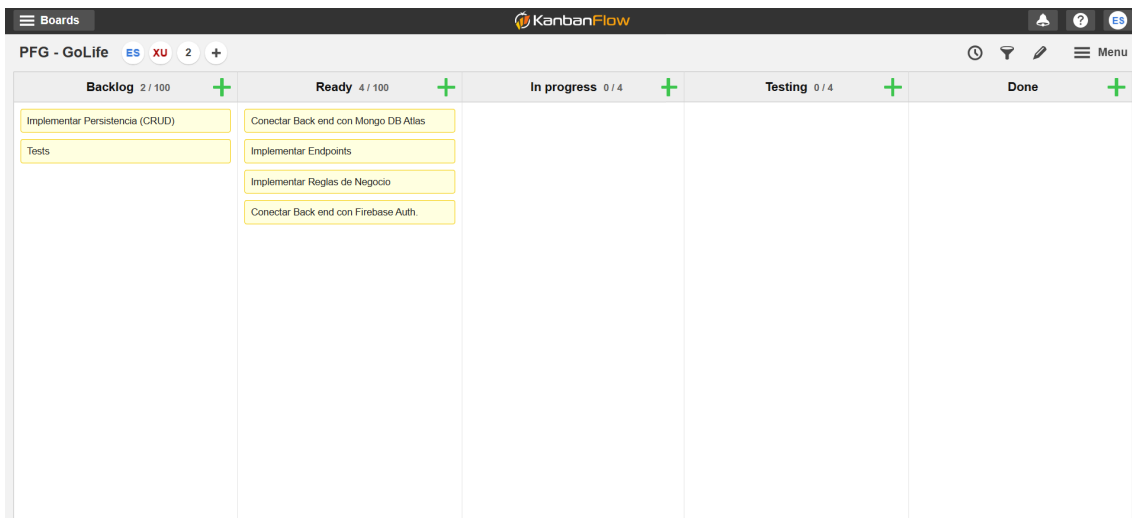 Boards
KanbanFlow
?
ES
PFG - GoLife ES XU 2 +
Menu
Backlog 2 / 100
Ready 4 / 100
In progress 0 / 4
Testing 0 / 4
Done
Implementar Persistencia (CRUD)
Tests
Conectar Back end con Mongo DB Atlas
Implementar Endpoints
Implementar Reglas de Negocio
Conectar Back end con Firebase Auth.